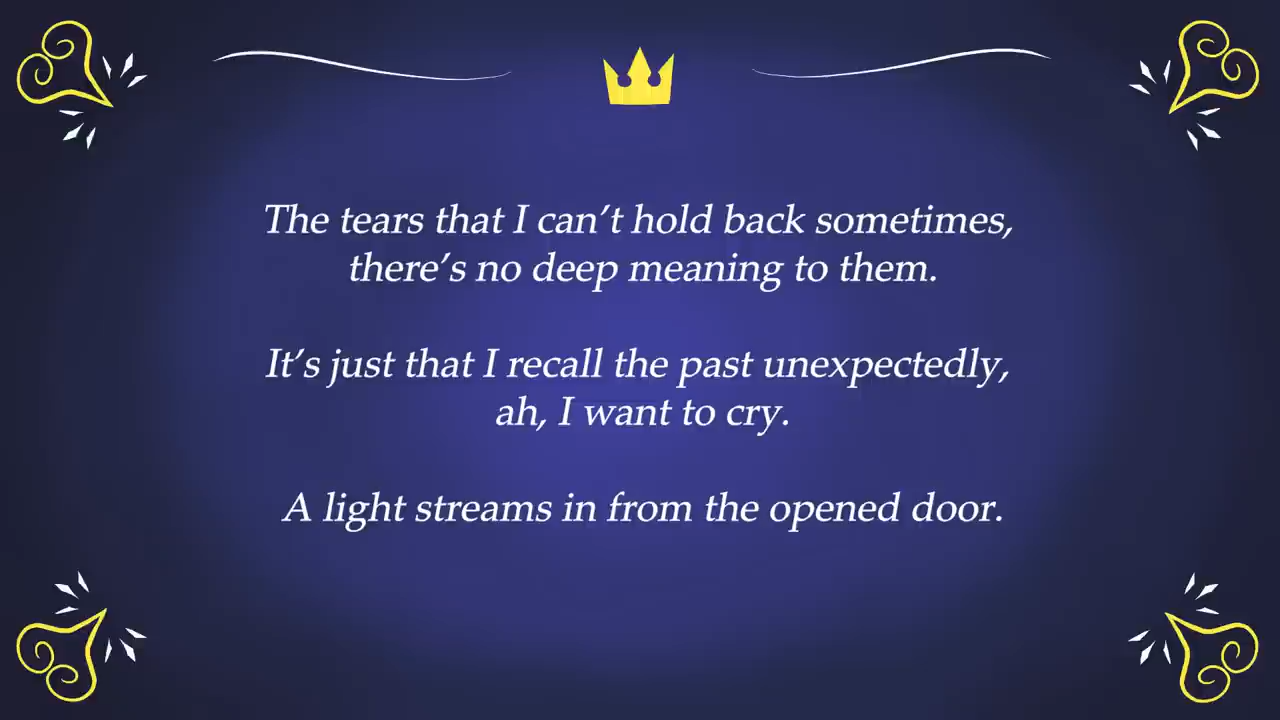 The tears that I can’t hold back sometimes,
there’s no deep meaning to them.
It’s just that I recall the past unexpectedly,
ah, I want to cry.
A light streams in from the opened door.